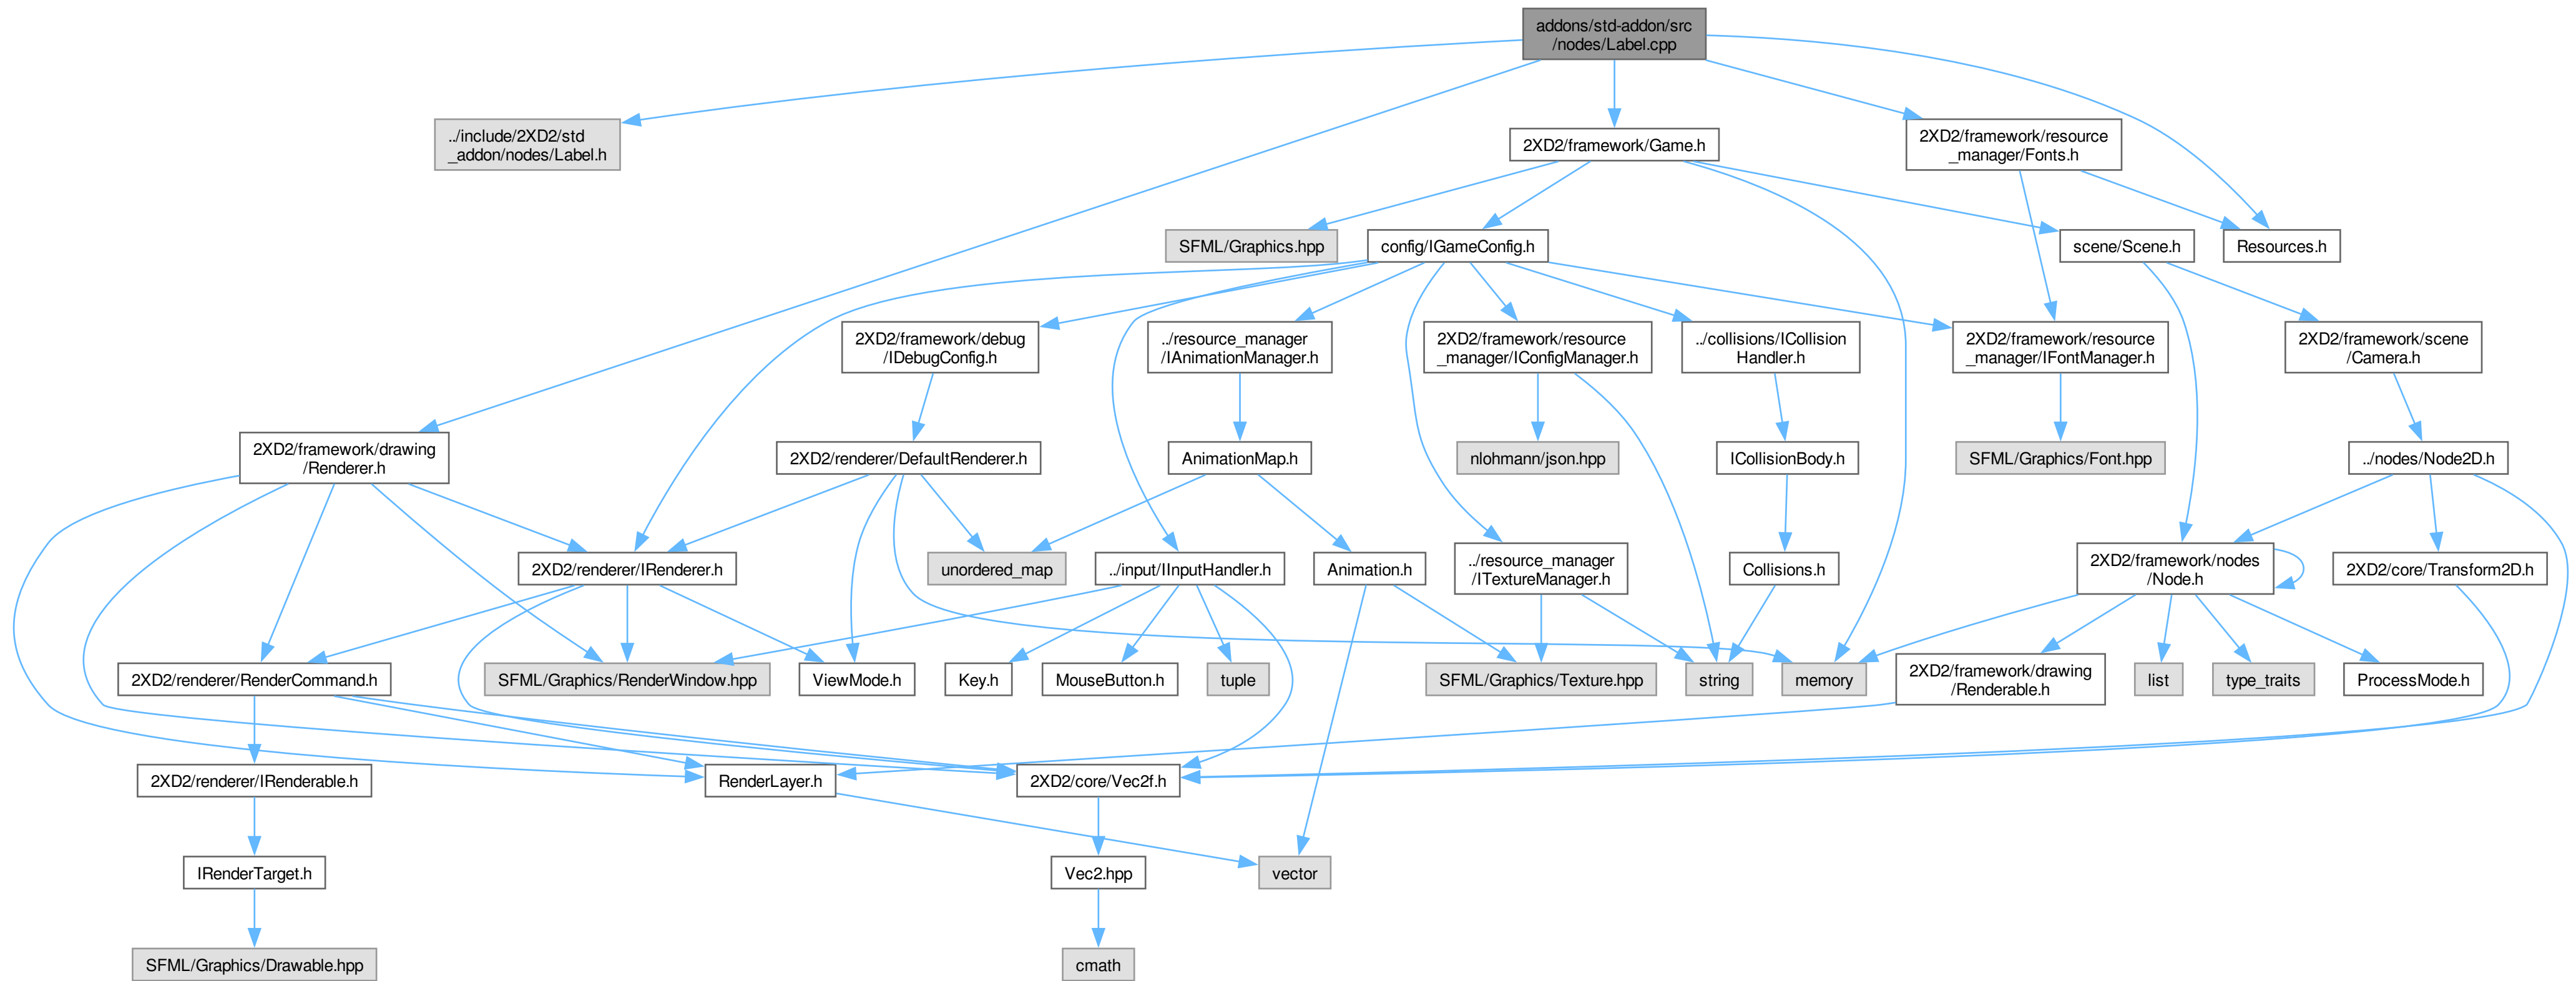 addons/std-addon/src
/nodes/Label.cpp
../include/2XD2/std
_addon/nodes/Label.h
2XD2/framework/Game.h
2XD2/framework/resource
_manager/Fonts.h
SFML/Graphics.hpp
config/IGameConfig.h
scene/Scene.h
Resources.h
2XD2/framework/debug
/IDebugConfig.h
../resource_manager
/IAnimationManager.h
2XD2/framework/resource
_manager/IConfigManager.h
../collisions/ICollision
Handler.h
2XD2/framework/resource
_manager/IFontManager.h
2XD2/framework/scene
/Camera.h
2XD2/framework/drawing
/Renderer.h
2XD2/renderer/DefaultRenderer.h
AnimationMap.h
nlohmann/json.hpp
ICollisionBody.h
SFML/Graphics/Font.hpp
../nodes/Node2D.h
2XD2/renderer/IRenderer.h
unordered_map
../input/IInputHandler.h
Animation.h
../resource_manager
/ITextureManager.h
Collisions.h
2XD2/framework/nodes
/Node.h
2XD2/core/Transform2D.h
2XD2/renderer/RenderCommand.h
SFML/Graphics/RenderWindow.hpp
ViewMode.h
Key.h
MouseButton.h
tuple
SFML/Graphics/Texture.hpp
string
memory
2XD2/framework/drawing
/Renderable.h
list
type_traits
ProcessMode.h
2XD2/renderer/IRenderable.h
RenderLayer.h
2XD2/core/Vec2f.h
IRenderTarget.h
Vec2.hpp
vector
SFML/Graphics/Drawable.hpp
cmath